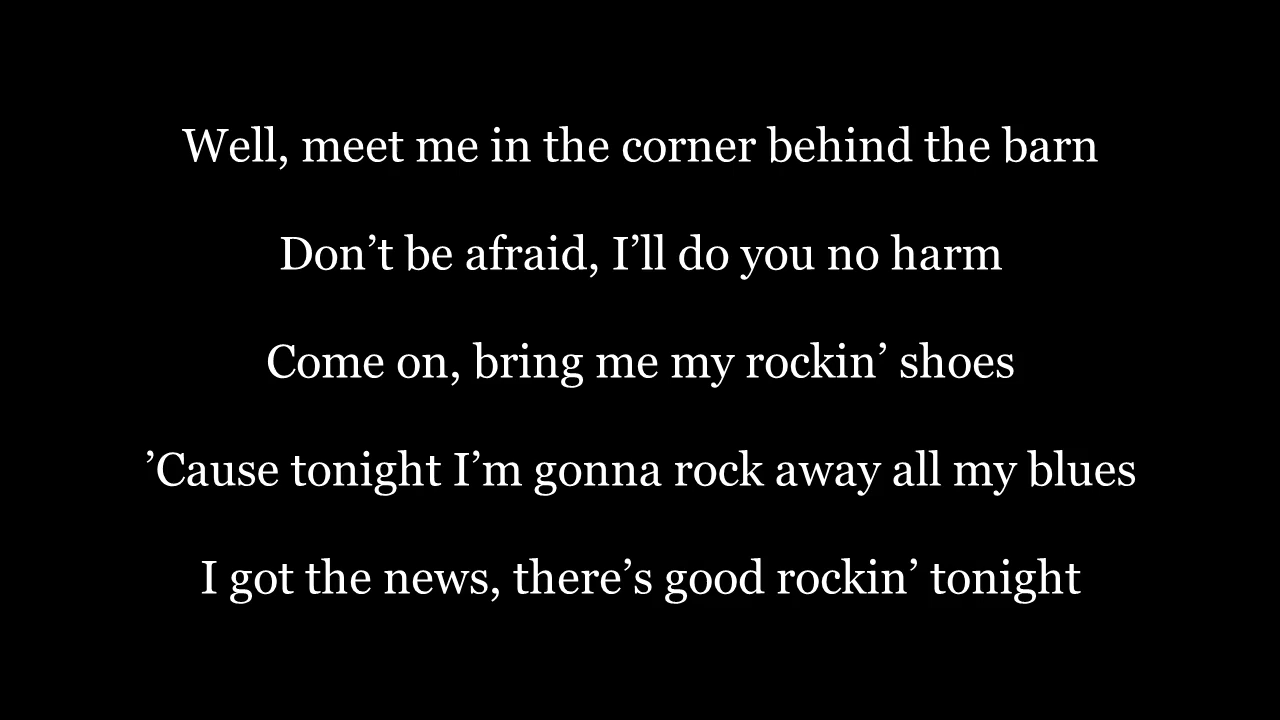 Well, meet me in the corner behind the barn
Don’t be afraid, I’ll do you no harm
Come on, bring me my rockin’ shoes
’Cause tonight I’m gonna rock away all my blues
I got the news, there’s good rockin’ tonight